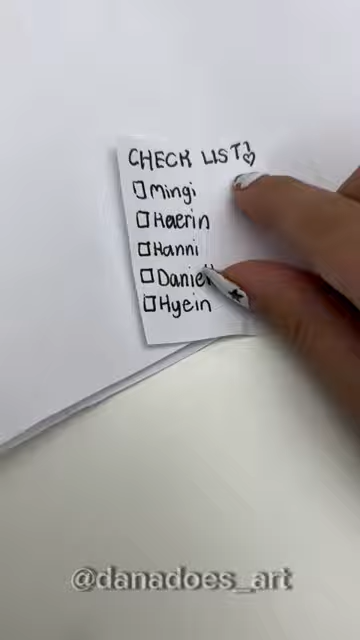 CHECK LIST!
Mingi
Haerin
Hanni
Hyein
@danadoes_art